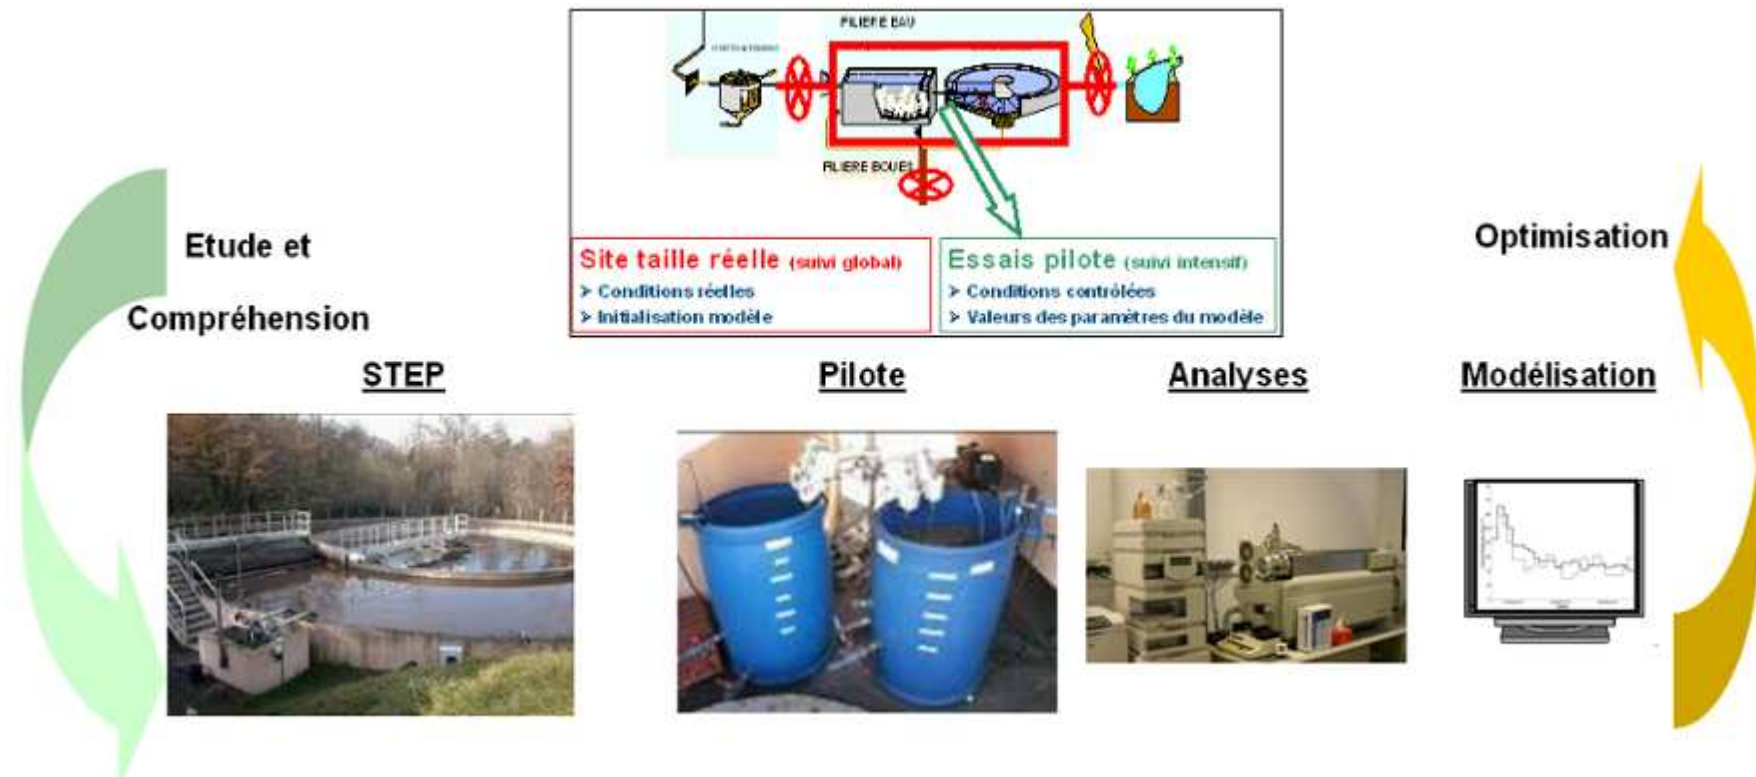 FILIERE EAU
FILIERE BOUES
Site taille réelle (suivi global)
➢ Conditions réelles
➢ Initialisation modèle
Essais pilote (suivi intensif)
➢ Conditions contrôlées
➢ Valeurs des paramètres du modèle
Etude et
Compréhension
Optimisation
STEP
Pilote
Analyses
Modélisation